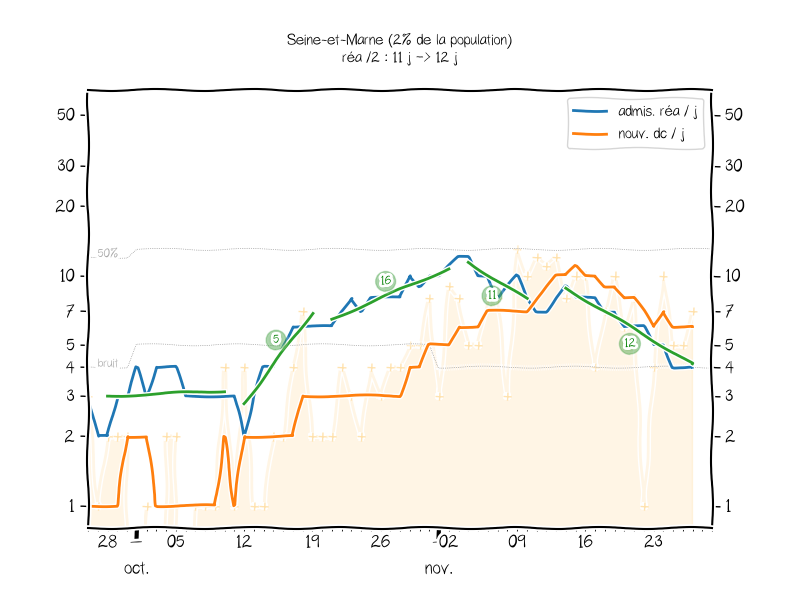 Seine-et-Marne (2% de la population)
réa /2 : 11 j -> 12 j
admis. réa / j
nouv. dc / j
50 50
30 30
20 20
50%
10 10
16
11
7 7
5
12
5 5
bruit
4 4
3 3
2 2
1 1
28 05 12 19 26 02 09 16 23
oct. nov.